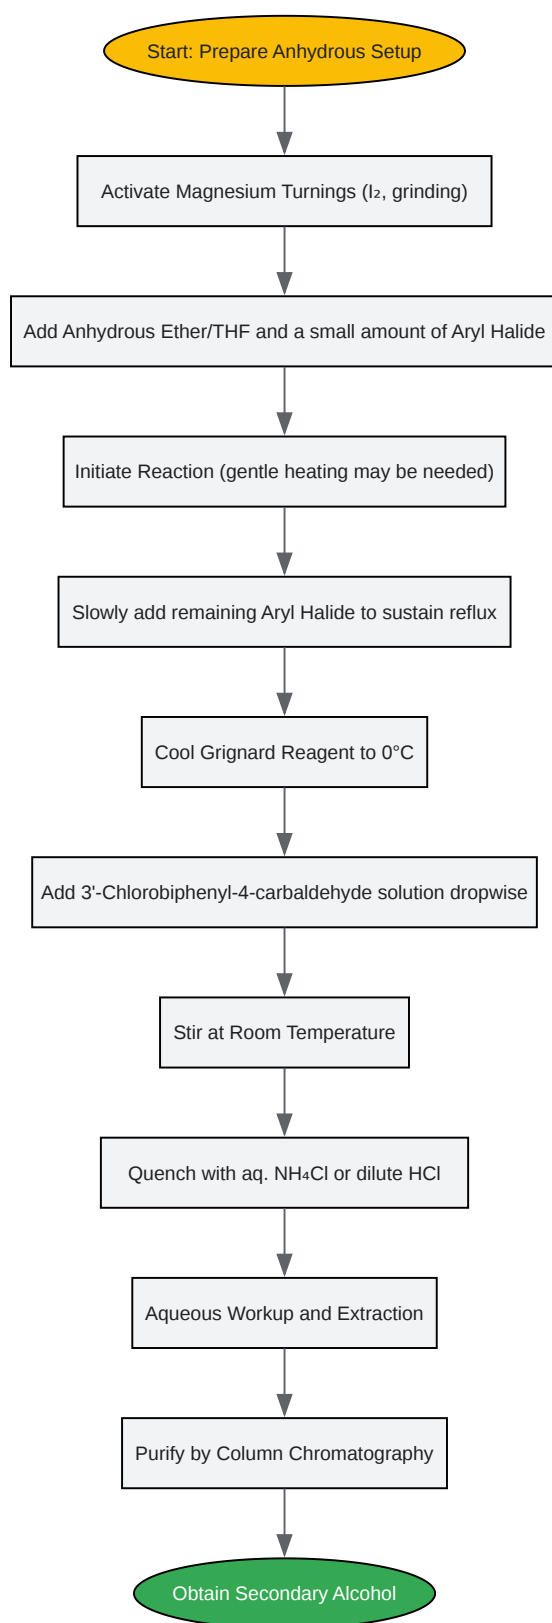 Start: Prepare Anhydrous Setup
Activate Magnesium Turnings (I₂, grinding)
Add Anhydrous Ether/THF and a small amount of Aryl Halide
Initiate Reaction (gentle heating may be needed)
Slowly add remaining Aryl Halide to sustain reflux
Cool Grignard Reagent to 0°C
Add 3'-Chlorobiphenyl-4-carbaldehyde solution dropwise
Stir at Room Temperature
Quench with aq. NH₄Cl or dilute HCl
Aqueous Workup and Extraction
Purify by Column Chromatography
Obtain Secondary Alcohol